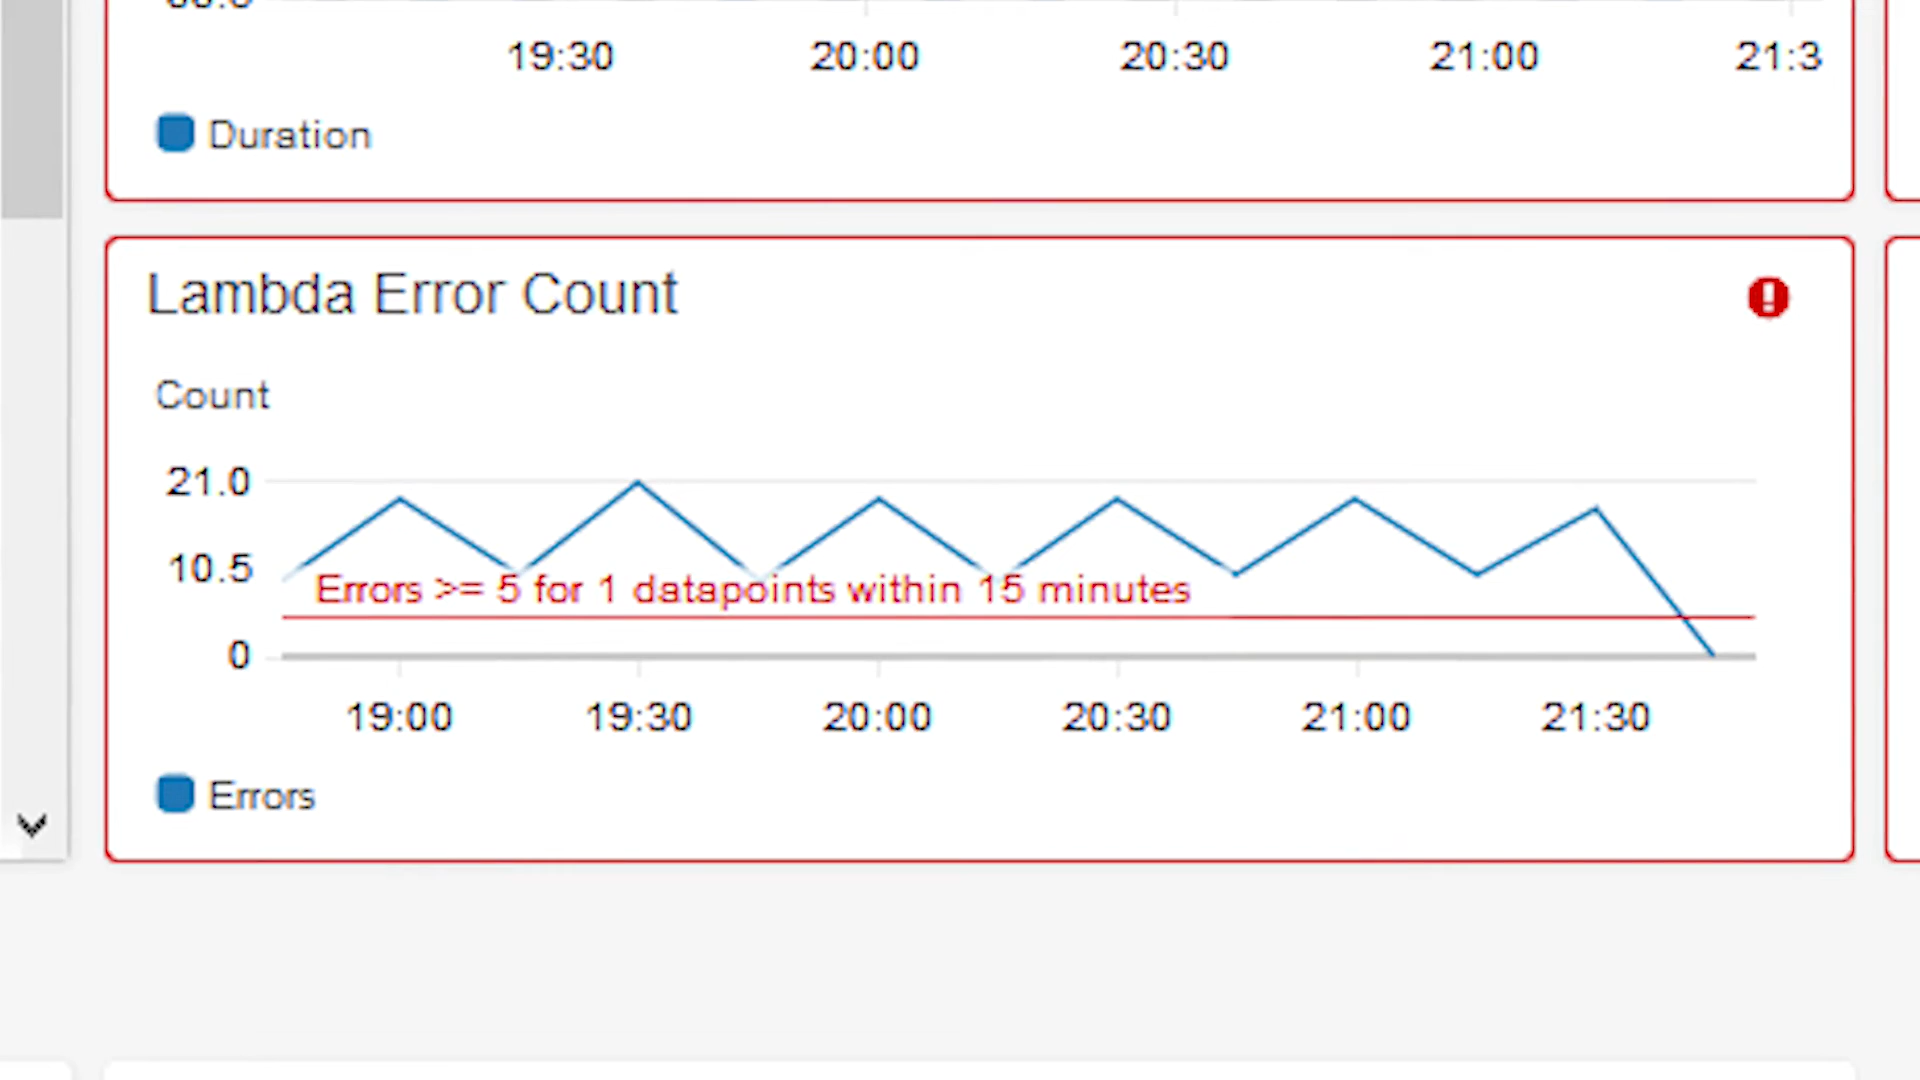 19:30 20:00 20:30 21:00 21:3
Duration
Lambda Error Count
Count
21.0
10.5
Errors >= 5 for 1 datapoints within 15 minutes
0
19:00 19:30 20:00 20:30 21:00 21:30
Errors